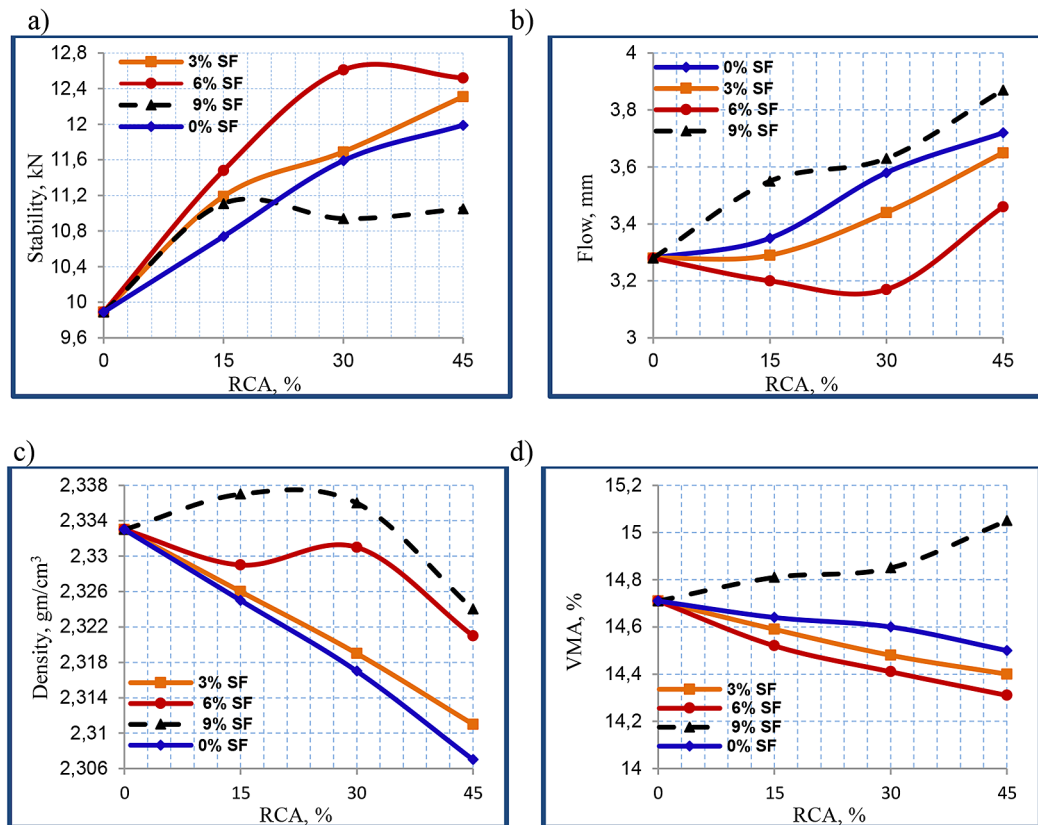 a)
12,8
12,4
12
11,6
11,2
10,8
10,4
10
9,6
Stability, kN
3% SF
6% SF
9% SF
0% SF
0 15 30 45
RCA, %
b)
4
3,8
3,6
3,4
3,2
3
Flow, mm
0% SF
3% SF
6% SF
9% SF
0 15 30 45
RCA, %
c)
2,338
2,334
2,33
2,326
2,322
2,318
2,314
2,31
2,306
Density, gm/cm³
3% SF
6% SF
9% SF
0% SF
0 15 30 45
RCA, %
d)
15,2
15
14,8
14,6
14,4
14,2
14
VMA, %
3% SF
6% SF
9% SF
0% SF
0 15 30 45
RCA, %